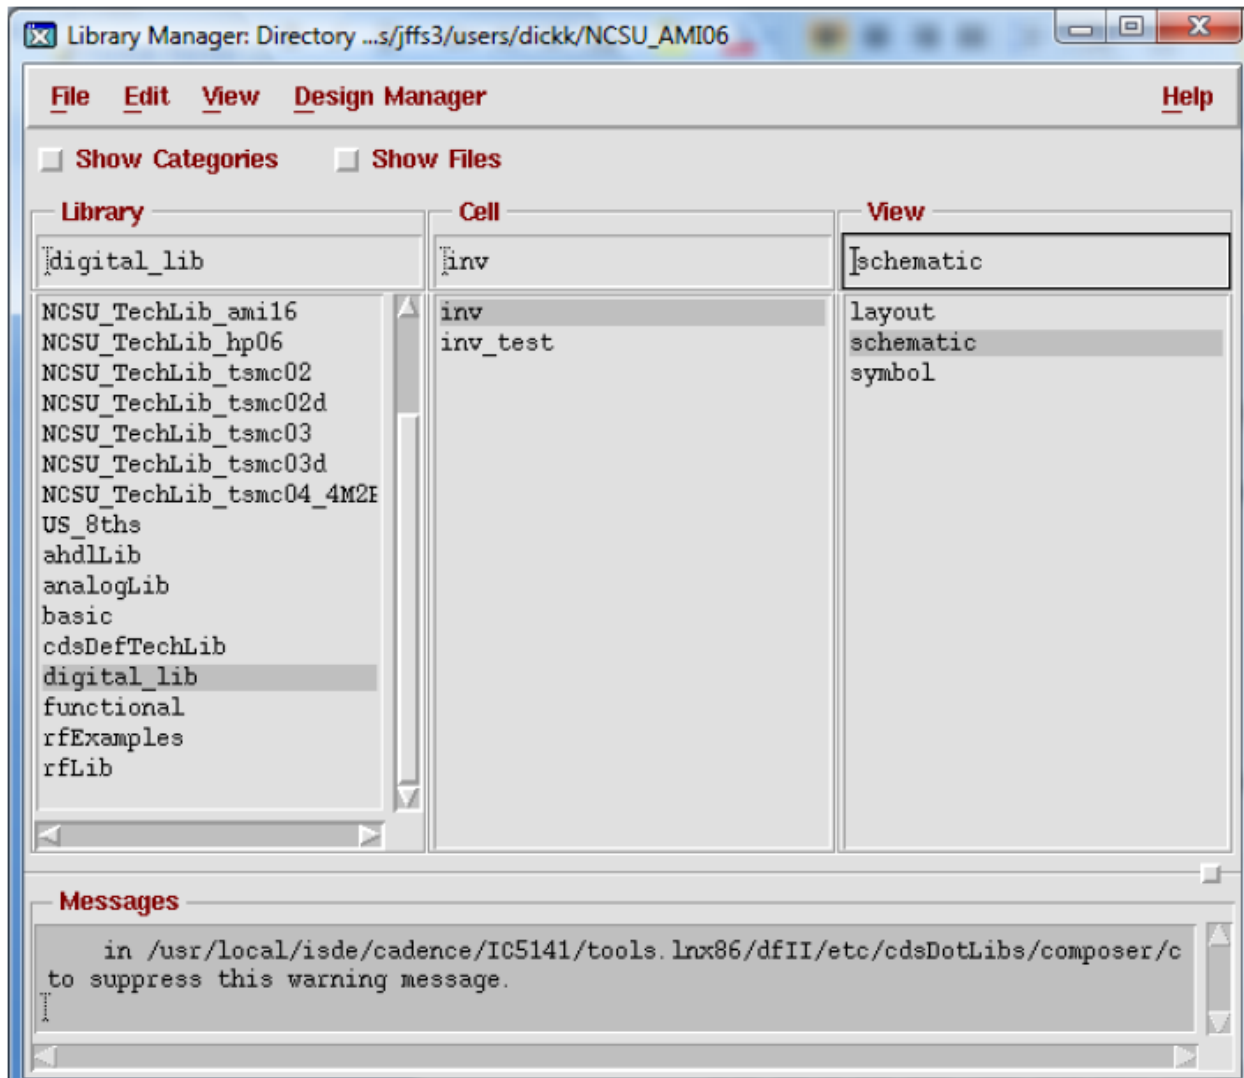 Library Manager: Directory ...s/jffs3/users/dickk/NCSU_AMI06
File Edit View Design Manager Help
Show Categories Show Files
Library Cell View
digital_lib inv schematic
NCSU_TechLib_ami16 inv layout
NCSU_TechLib_hp06 inv_test schematic
NCSU_TechLib_tsmc02 symbol
NCSU_TechLib_tsmc02d
NCSU_TechLib_tsmc03
NCSU_TechLib_tsmc03d
NCSU_TechLib_tsmc04_4M2
US_8ths
ahdlLib
analogLib
basic
cdsDefTechLib
digital_lib
functional
rfExamples
rfLib
Messages
in /usr/local/isde/cadence/IC5141/tools.lnx86/dfII/etc/cdsDotLibs/composer/c
to suppress this warning message.